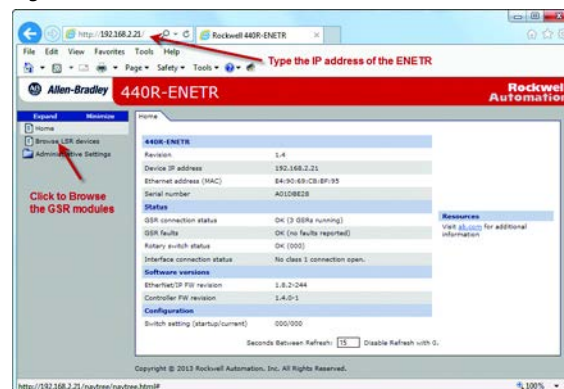 http://192.168.2.21/
Rockwell 440R-ENETR
File Edit View Favorites Tools Help
Page Safety Tools
Type the IP address of the ENETR
Allen-Bradley 440R-ENETR
Rockwell
Automation
Expand Minimize
Home
Home
Browse LSR devices
Administrative Settings
Click to Browse
the GSR modules
440R-ENETR
Revision 1.4
Device IP address 192.168.2.21
Ethernet address (MAC) E4:90:69:CB:BF:95
Serial number A01D8E28
Status
GSR connection status OK (3 GSRs running)
GSR faults OK (no faults reported)
Rotary switch status OK (000)
Interface connection status No class 1 connection open.
Software versions
EtherNet/IP FW revision 1.8.2-244
Controller FW revision 1.4.0-1
Configuration
Switch setting (startup/current) 000/000
Resources
Visit ab.com for additional
information
Seconds Between Refresh: 15 Disable Refresh with 0.
Copyright © 2013 Rockwell Automation, Inc. All Rights Reserved.
http://192.168.2.21/navtree/navtree.html#
100%